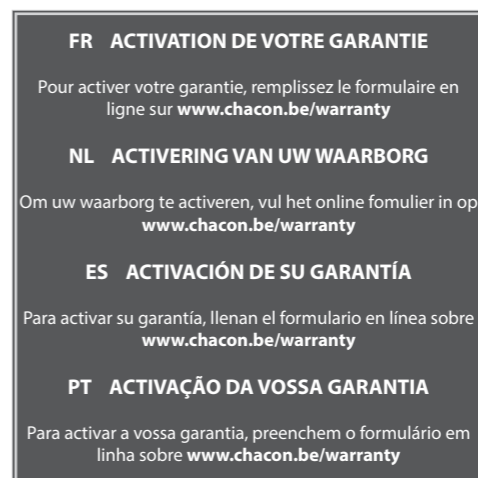 FR ACTIVATION DE VOTRE GARANTIE
Pour activer votre garantie, remplissez le formulaire en
ligne sur www.chacon.be/warranty
NL ACTIVERING VAN UW WAARBORG
Om uw waarborg te activeren, vul het online fomulier in op
www.chacon.be/warranty
ES ACTIVACIÓN DE SU GARANTÍA
Para activar su garantía, llenan el formulario en línea sobre
www.chacon.be/warranty
PT ACTIVAÇÃO DA VOSSA GARANTIA
Para activar a vossa garantia, preenchem o formulário em
linha sobre www.chacon.be/warranty